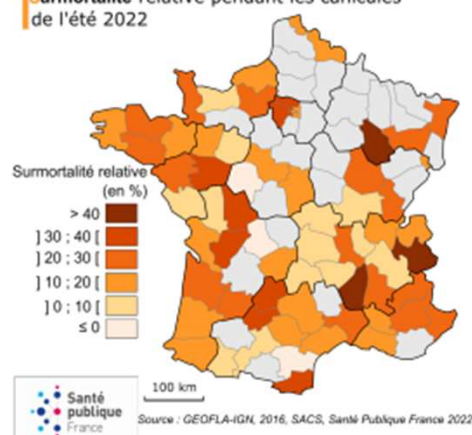 Surmortalité relative pendant les canicules
de l'été 2022
Surmortalité relative
(en %)
> 40
]30 ; 40 [
]20 ; 30 [
]10 ; 20 [
]0 ; 10 [
≤ 0
100 km
Santé
publique
France
Source : GEOFLA-IGN, 2016, SACS, Santé Publique France 2022